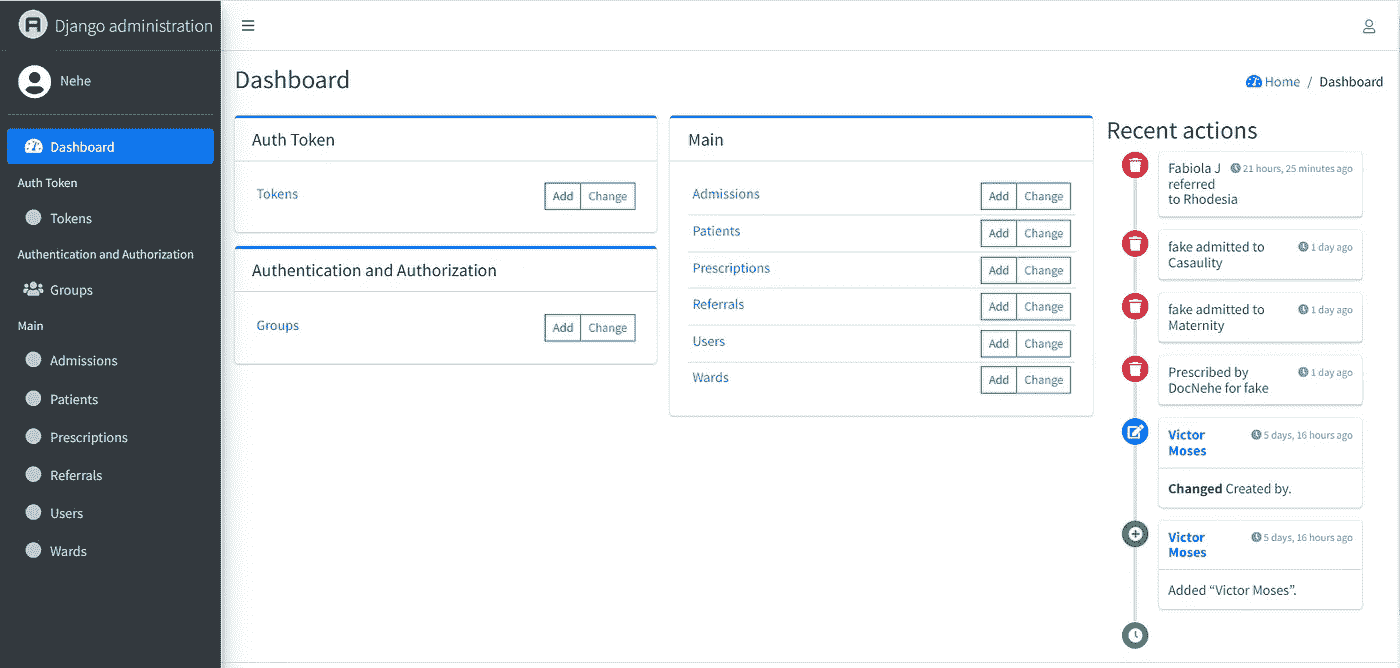 Django administration
Nehe
Dashboard
Auth Token
Tokens
Authentication and Authorization
Groups
Main
Admissions
Patients
Prescriptions
Referrals
Users
Wards
Dashboard
Home / Dashboard
Auth Token
Tokens Add Change
Authentication and Authorization
Groups Add Change
Main
Admissions Add Change
Patients Add Change
Prescriptions Add Change
Referrals Add Change
Users Add Change
Wards Add Change
Recent actions
Fabiola J 21 hours, 25 minutes ago
referred
to Rhodesia
fake admitted to 1 day ago
Casaulity
fake admitted to 1 day ago
Maternity
Prescribed by 1 day ago
DocNehe for fake
Victor 5 days, 16 hours ago
Moses
Changed Created by.
Victor 5 days, 16 hours ago
Moses
Added “Victor Moses”.